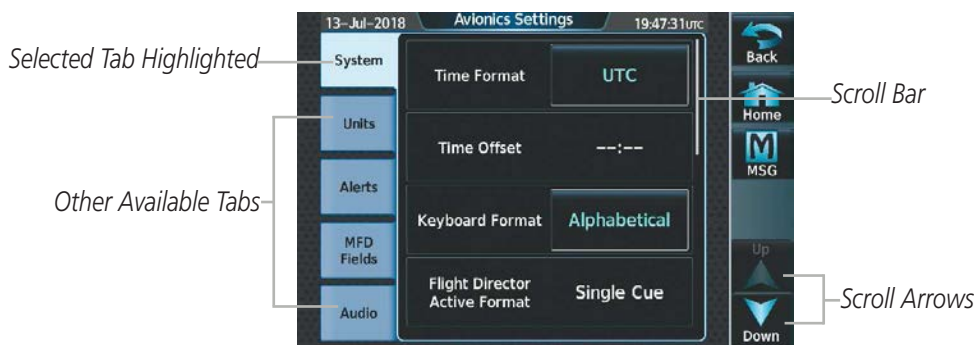 13–Jul–2018
Avionics Settings
19:47:31UTC
Selected Tab Highlighted
System
Time Format
UTC
Back
Scroll Bar
Home
Units
Time Offset
––:––
MSG
Other Available Tabs
Alerts
Keyboard Format
Alphabetical
MFD
Fields
Up
Flight Director
Active Format
Single Cue
Audio
Scroll Arrows
Down